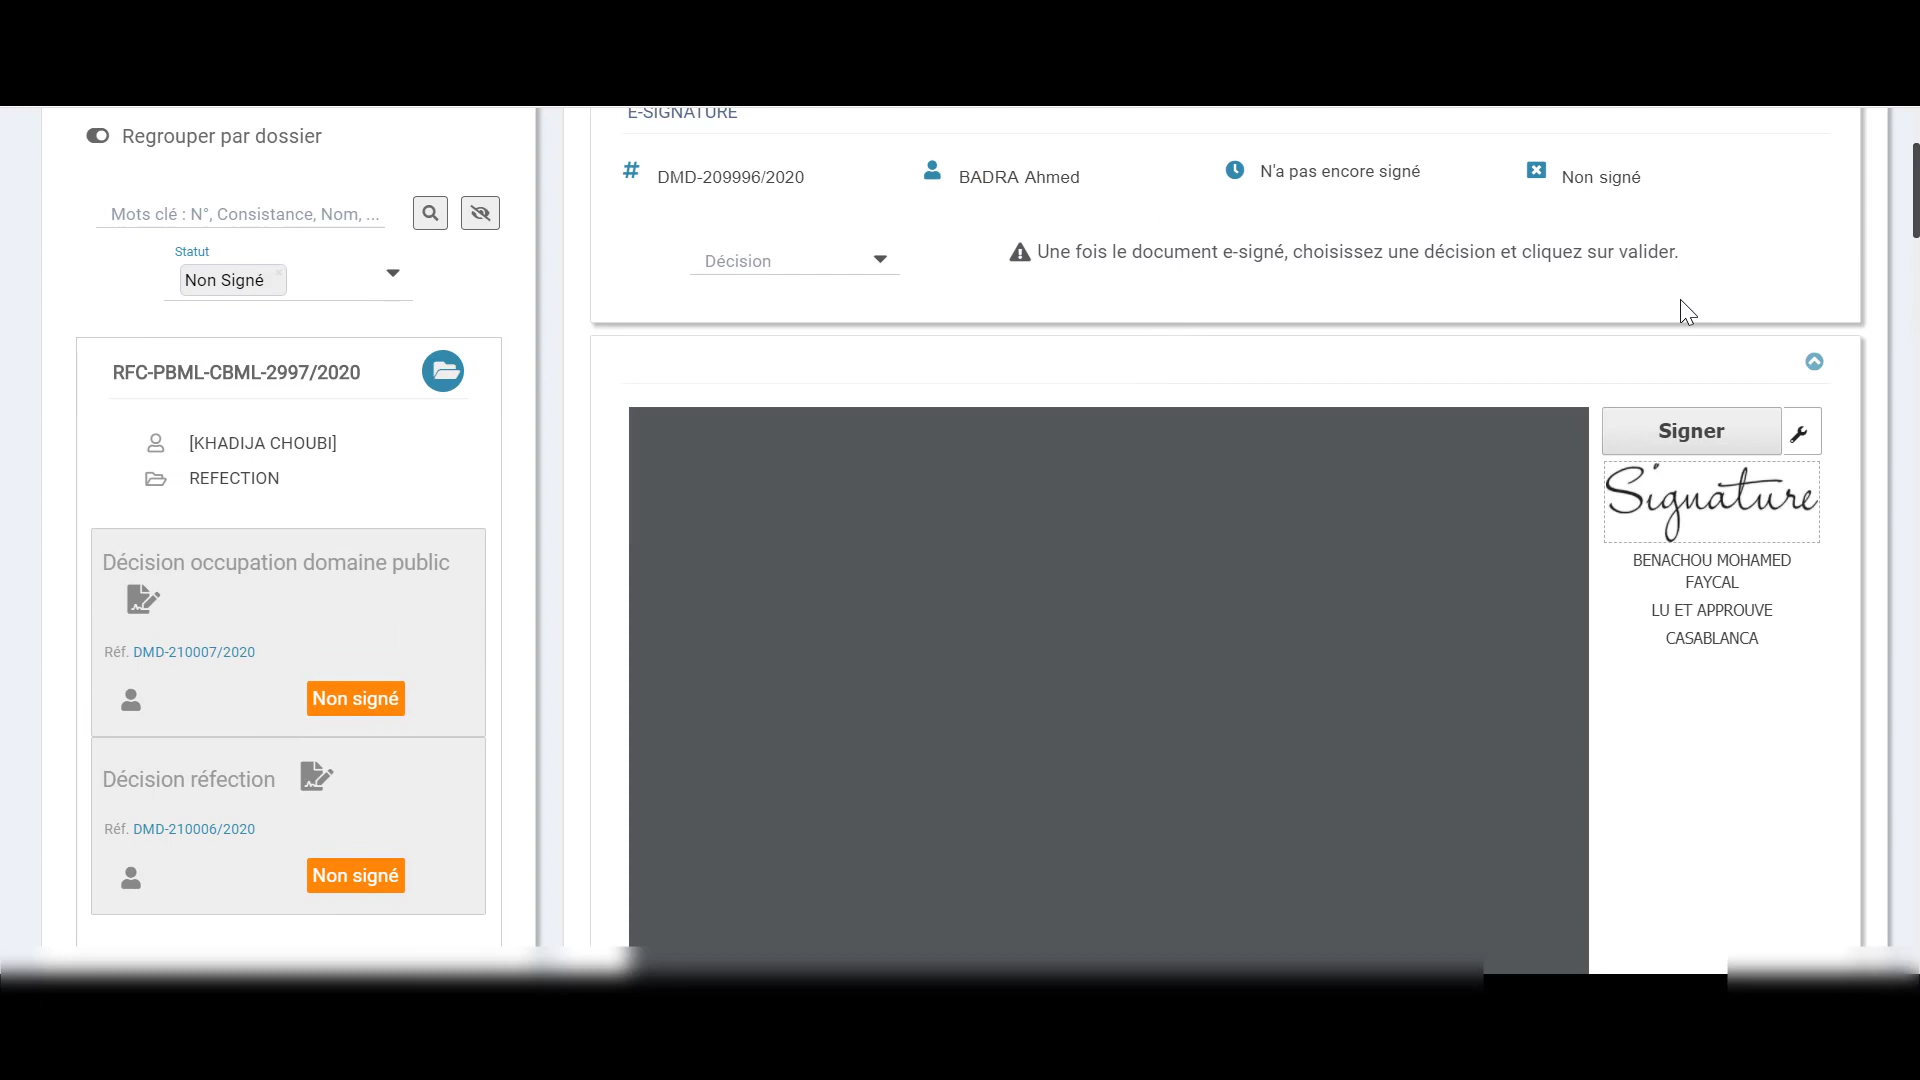 Regrouper par dossier
Mots clé : N°, Consistance, Nom, ...
Statut
Non Signé
RFC-PBML-CBML-2997/2020
[KHADIJA CHOUBI]
REFECTION
Décision occupation domaine public
Réf. DMD-210007/2020
Non signé
Décision réfection
Réf. DMD-210006/2020
Non signé
E-SIGNATURE
DMD-209996/2020
BADRA Ahmed
N'a pas encore signé
Non signé
Décision
Une fois le document e-signé, choisissez une décision et cliquez sur valider.
Signer
Signature
BENACHOU MOHAMED
FAYCAL
LU ET APPROUVE
CASABLANCA